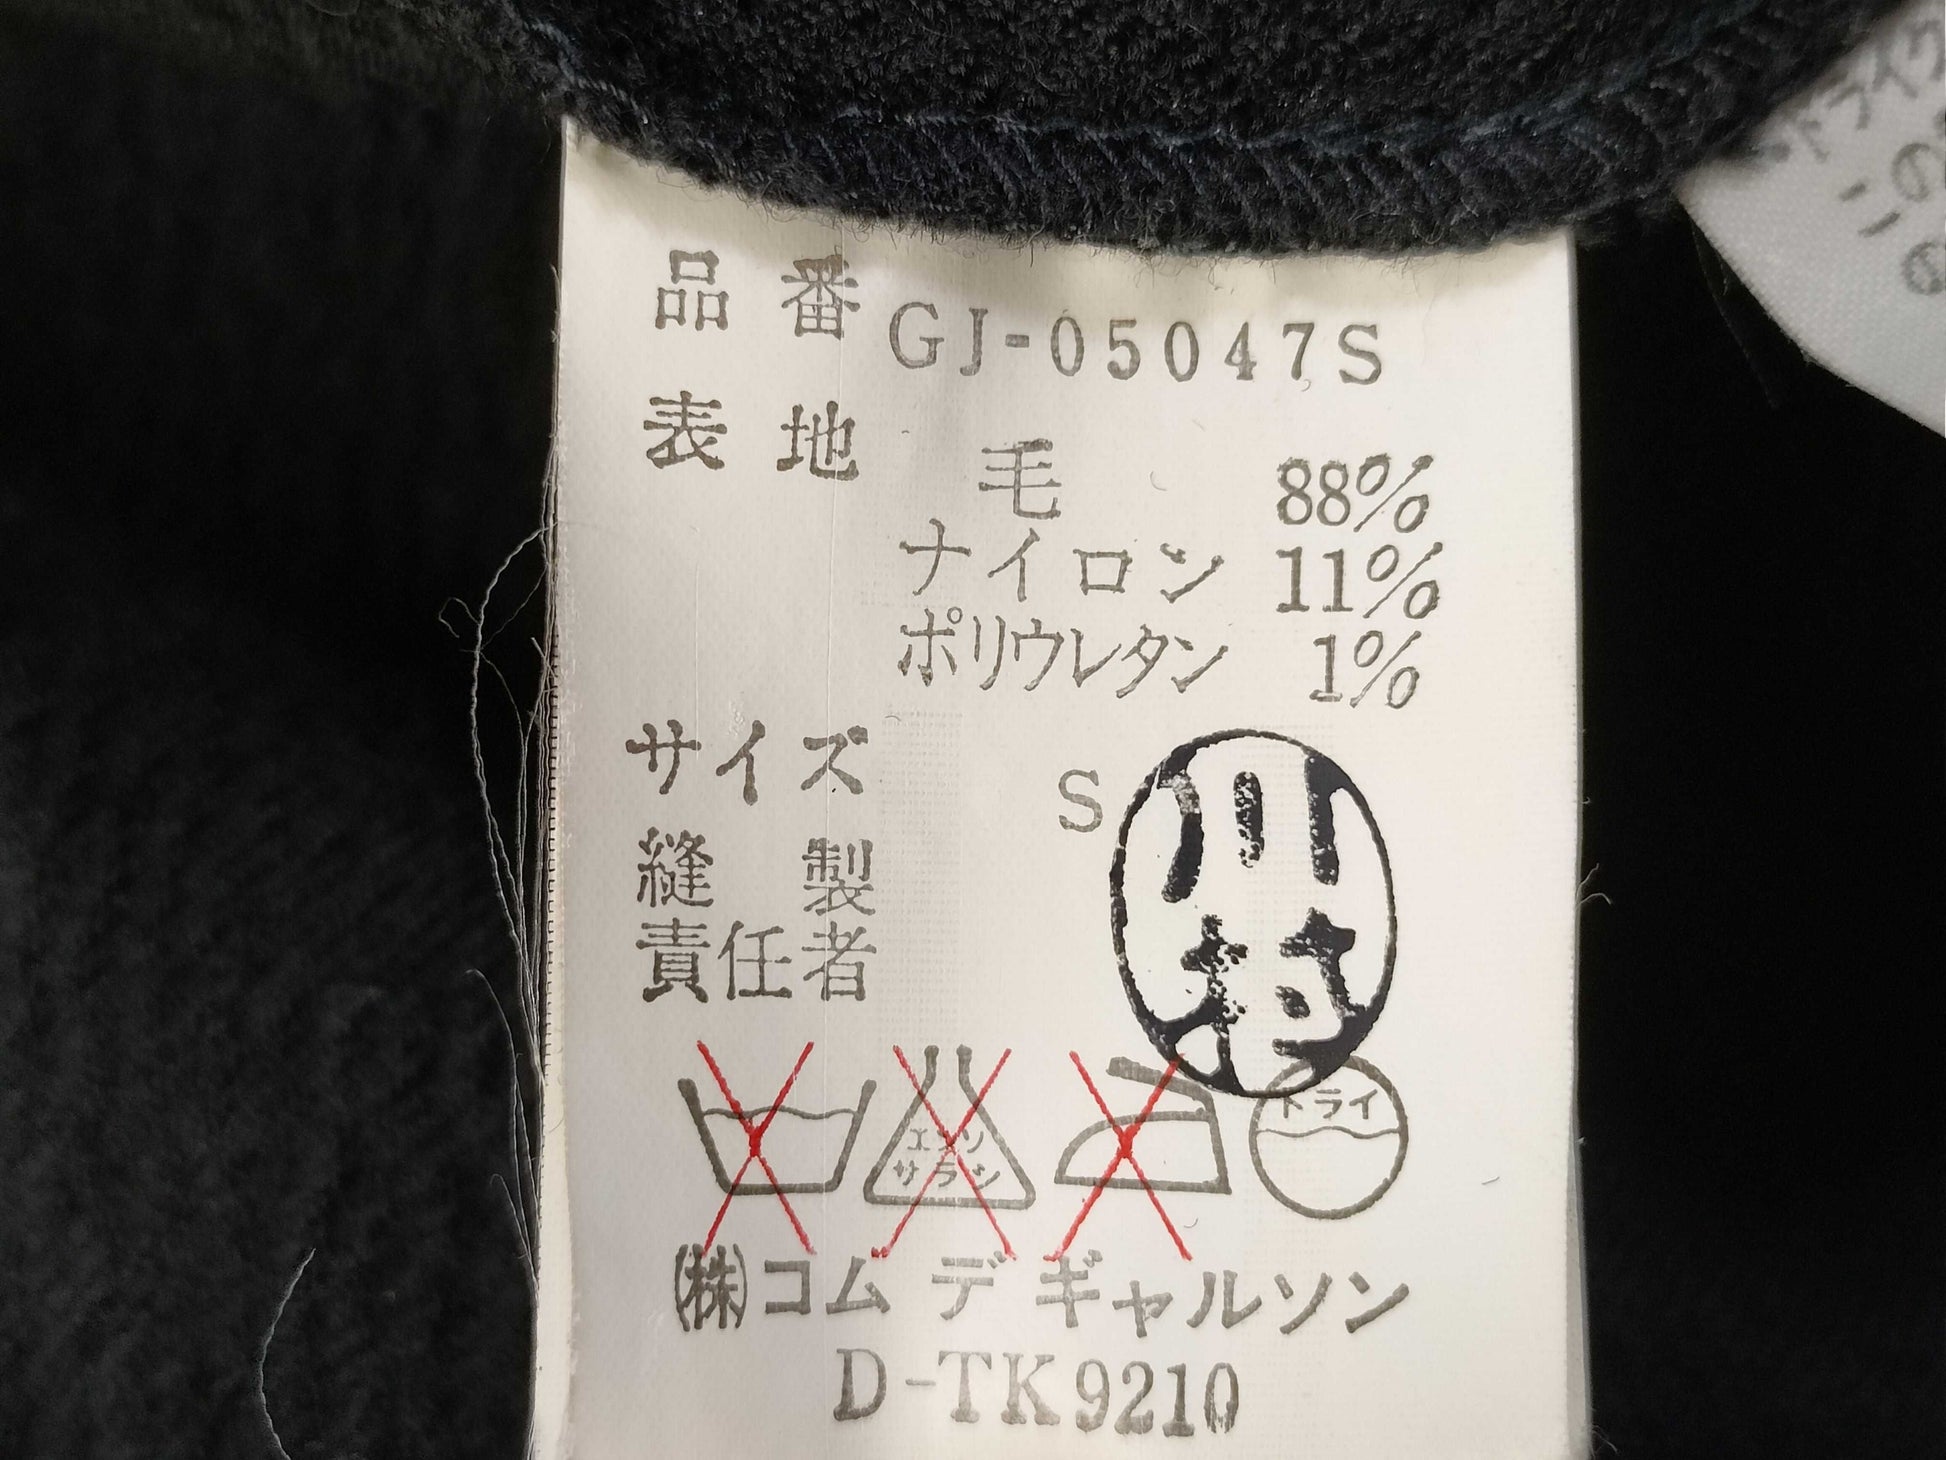 品番 GJ-05047S
表地
毛 88%
ナイロン 11%
ポリウレタン 1%
サイズ S
縫製
責任者
川村
エンソ
サラシ
ドライ
㈱コム デ ギャルソン
D-TK9210